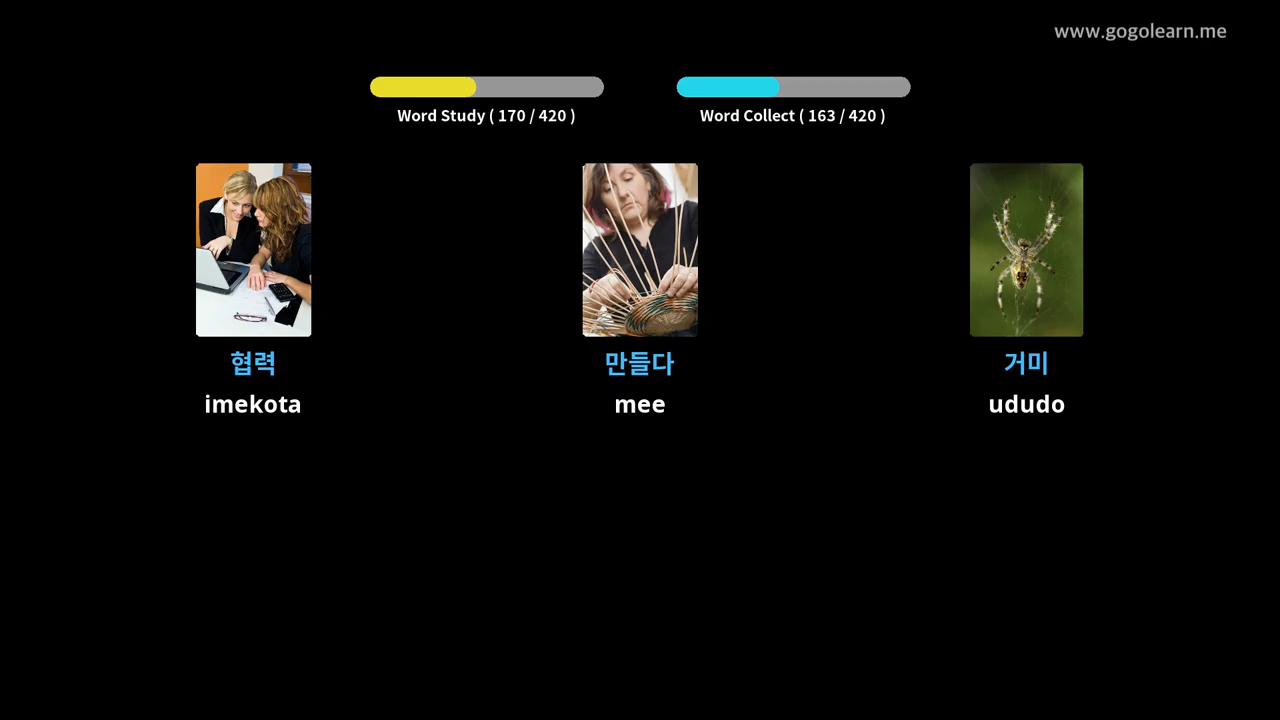 www.gogolearn.me
Word Study ( 170 / 420 )
Word Collect ( 163 / 420 )
협력
만들다
거미
imekota
mee
ududo